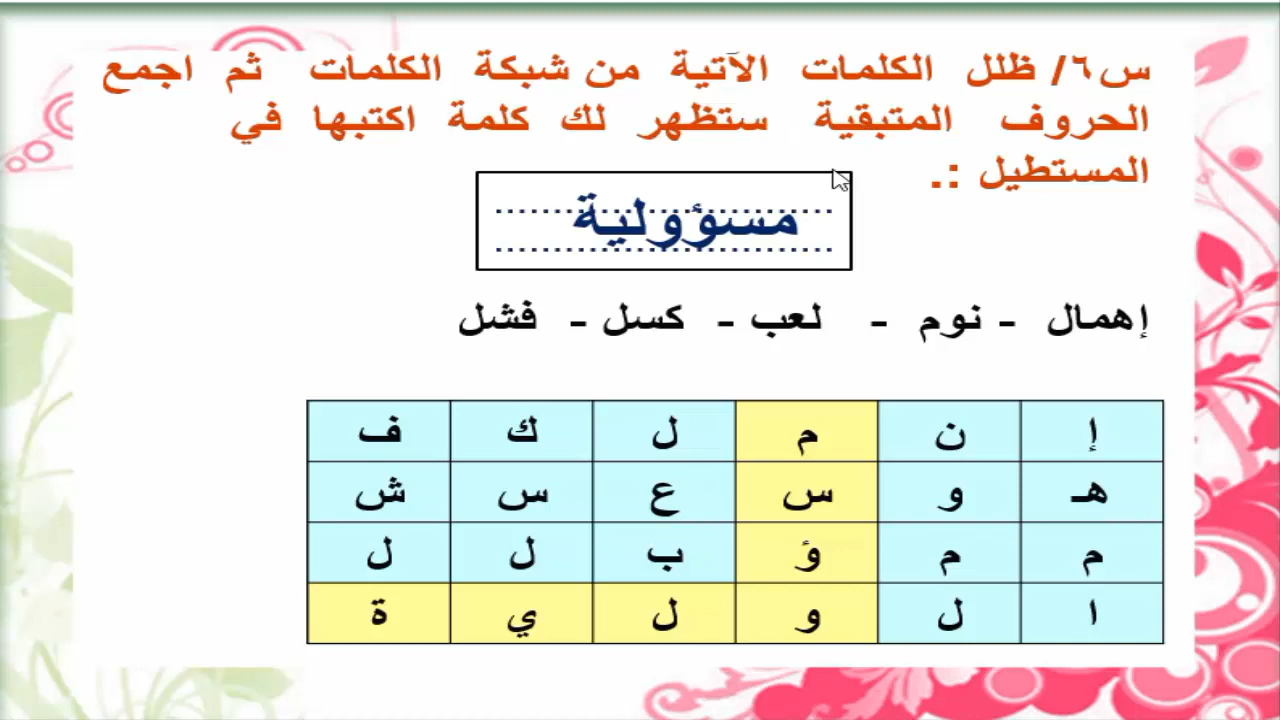 س٦/ ظلل الكلمات الآتية من شبكة الكلمات ثم اجمع
الحروف المتبقية ستظهر لك كلمة اكتبها في
المستطيل :.
مسؤولية
إهمال - نوم - لعب - كسل - فشل
إ ن م ل ك ف
هـ و س ع س ش
م م ؤ ب ل ل
ا ل و ل ي ة